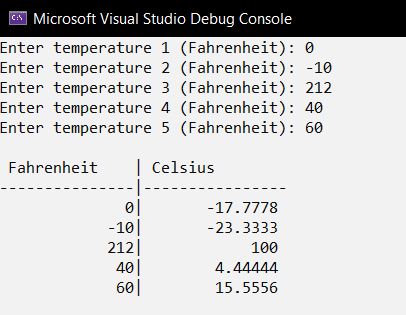 Microsoft Visual Studio Debug Console
Enter temperature 1 (Fahrenheit): 0
Enter temperature 2 (Fahrenheit): -10
Enter temperature 3 (Fahrenheit): 212
Enter temperature 4 (Fahrenheit): 40
Enter temperature 5 (Fahrenheit): 60
 Fahrenheit    | Celsius
---------------|---------------
              0|       -17.7778
            -10|       -23.3333
            212|            100
             40|        4.44444
             60|        15.5556